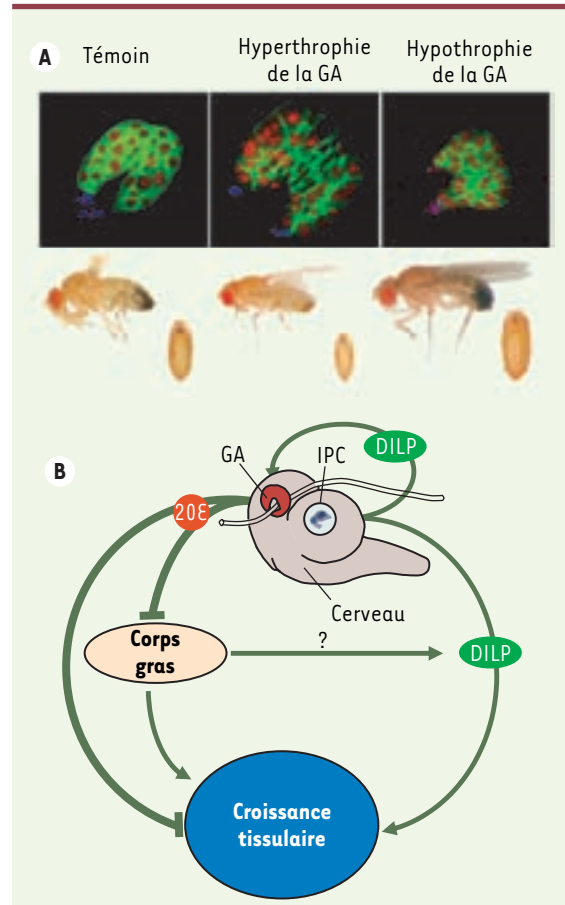 A
Témoin
Hyperthrophie
de la GA
Hypothrophie
de la GA
B
DILP
GA
IPC
20E
Cerveau
?
Corps
gras
DILP
Croissance
tissulaire